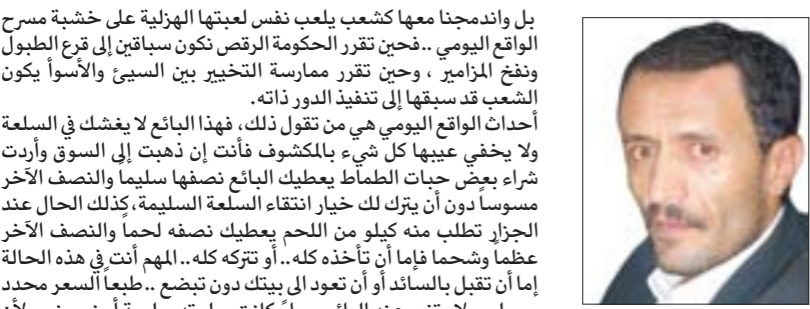 بل واندمجنا معها كشعب يلعب نفس لعبتها الهزلية على خشبة مسرح
الواقع اليومي ..فحين تقرر الحكومة الرقص نكون سباقين إلى قرع الطبول
ونفخ المزامير ، وحين تقرر ممارسة التخيير بين السيئ والأسوأ يكون
الشعب قد سبقها إلى تنفيذ الدور ذاته.
أحداث الواقع اليومي هي من تقول ذلك، فهذا البائع لا يغشك في السلعة
ولا يخفي عيبها كل شيء بالمكشوف فأنت إن ذهبت إلى السوق وأردت
شراء بعض حبات الطماط يعطيك البائع نصفها سليماً والنصف الآخر
مسوساً دون أن يترك لك خيار انتقاء السلعة السليمة،كذلك الحال عند
الجزار تطلب منه كيلو من اللحم يعطيك نصفه لحماً والنصف الآخر
عظماً وشحما فإما أن تأخذه كله.. أو تتركه كله.. المهم أنت في هذه الحالة
إما أن تقبل بالسائد أو أن تعود الى بيتك دون تبضع ..طبعاً السعر محدد